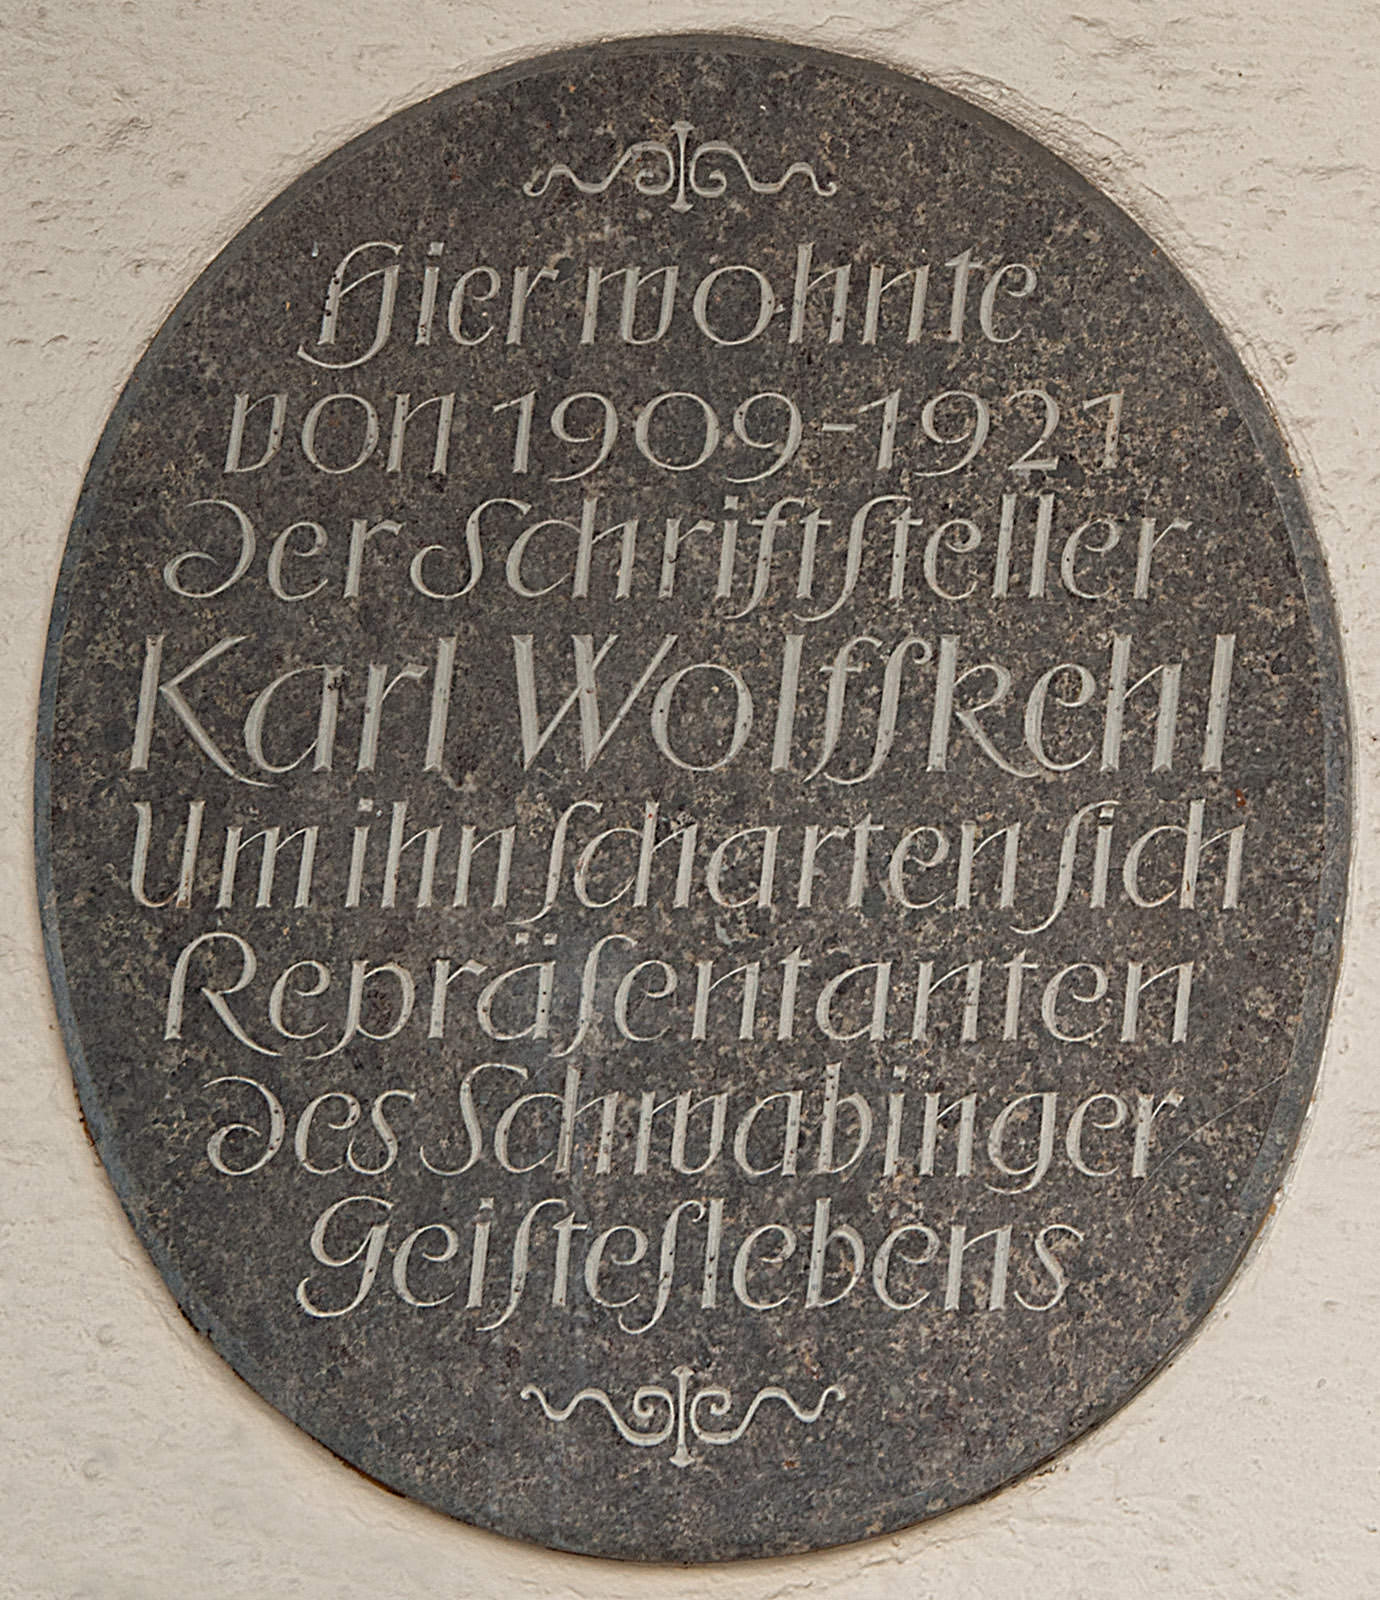 Hier wohnte
von 1909-1921
der Schriftſteller
Karl Wolfſkehl
Um ihn ſcharten ſich
Repräſentanten
des Schwabinger
Geiſteſlebens